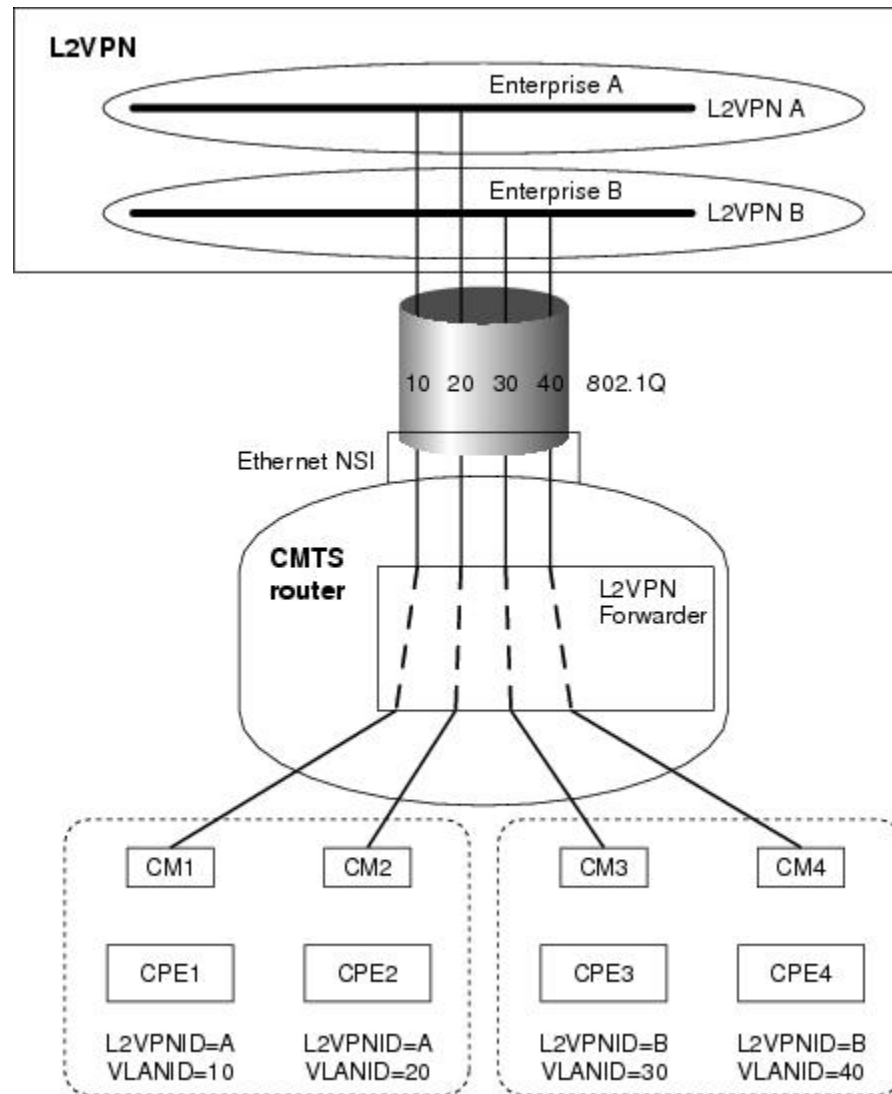 L2VPN
Enterprise A
L2VPN A
Enterprise B
L2VPN B
10 20 30 40 802.1Q
Ethernet NSI
CMTS
router
L2VPN
Forwarder
CM1 CM2 CM3 CM4
CPE1 CPE2 CPE3 CPE4
L2VPNID=A L2VPNID=A L2VPNID=B L2VPNID=B
VLANID=10 VLANID=20 VLANID=30 VLANID=40